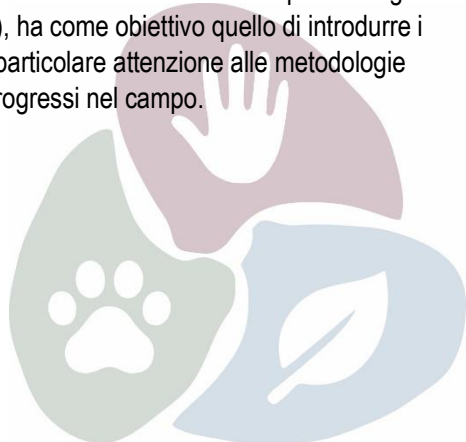 ), ha come obiettivo quello di introdurre i
particolare attenzione alle metodologie
rogressi nel campo.